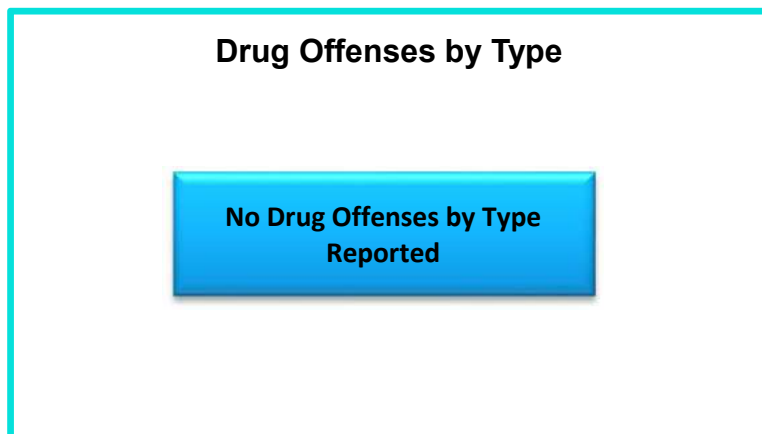 Drug Offenses by Type
No Drug Offenses by Type
Reported